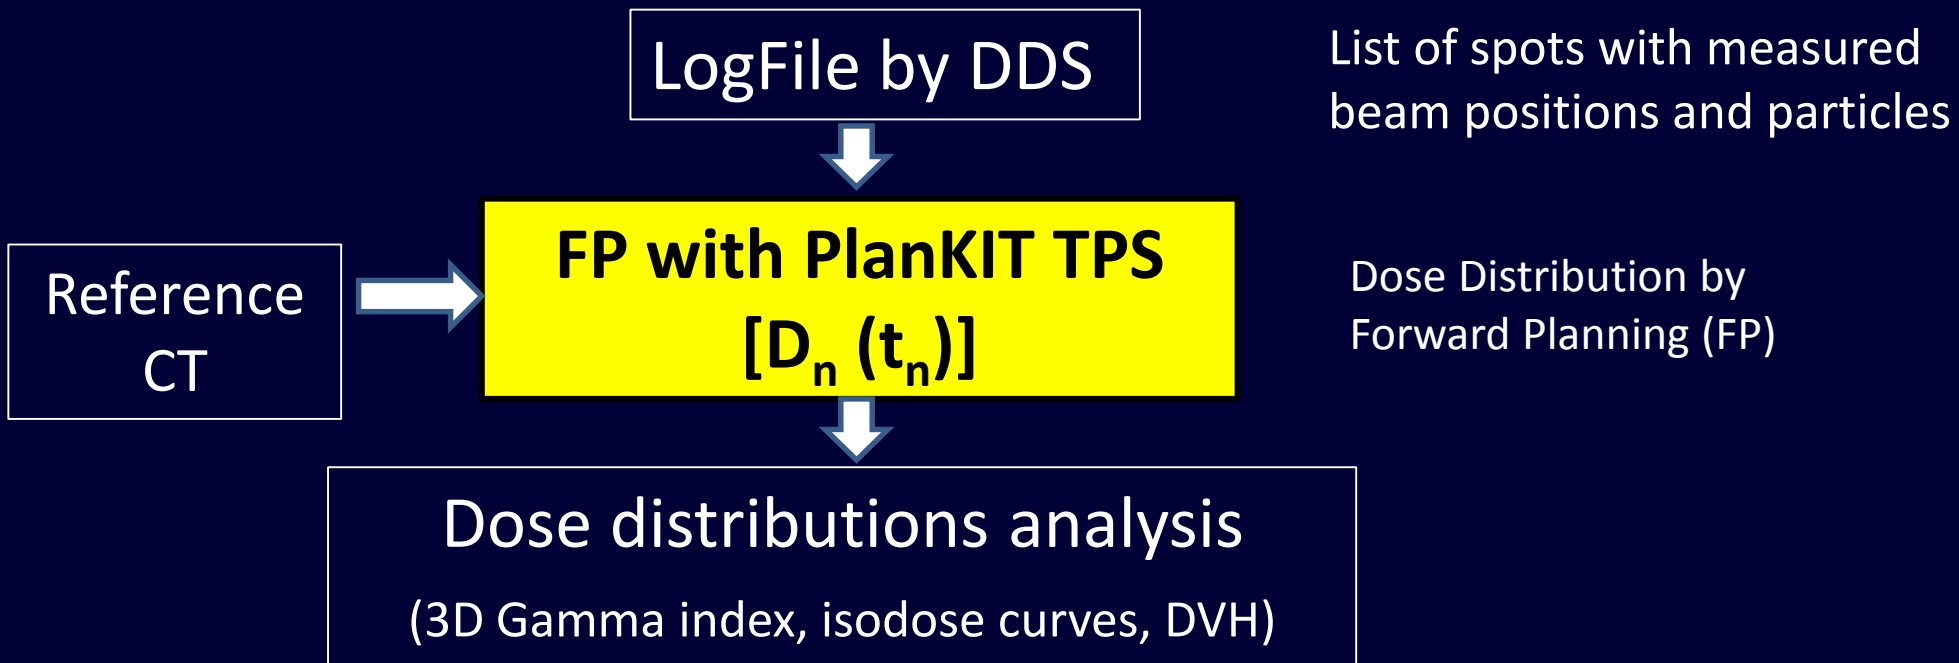 LogFile by DDS
List of spots with measured
beam positions and particles
FP with PlanKIT TPS
[Dn (tn)]
Reference
CT
Dose Distribution by
Forward Planning (FP)
Dose distributions analysis
(3D Gamma index, isodose curves, DVH)